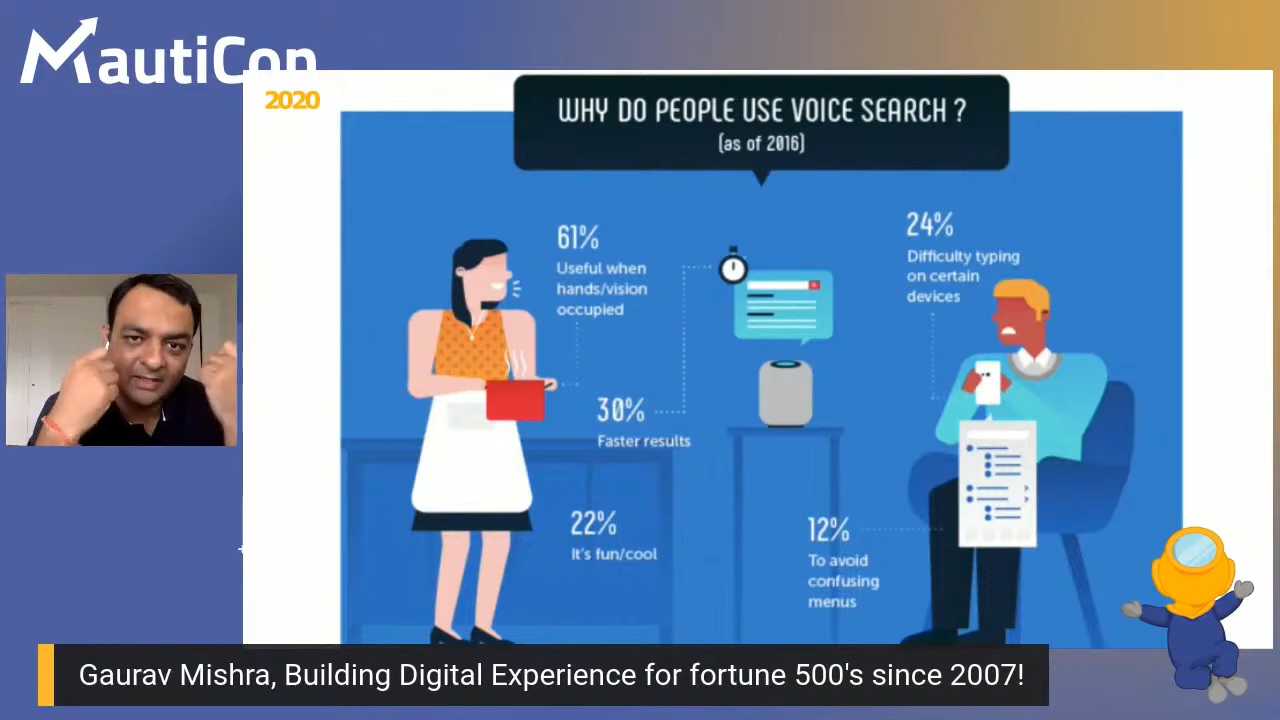 MautiCon
2020
WHY DO PEOPLE USE VOICE SEARCH ?
(as of 2016)
61%
Useful when
hands/vision
occupied
24%
Difficulty typing
on certain
devices
30%
Faster results
22%
It's fun/cool
12%
To avoid
confusing
menus
Gaurav Mishra, Building Digital Experience for fortune 500's since 2007!